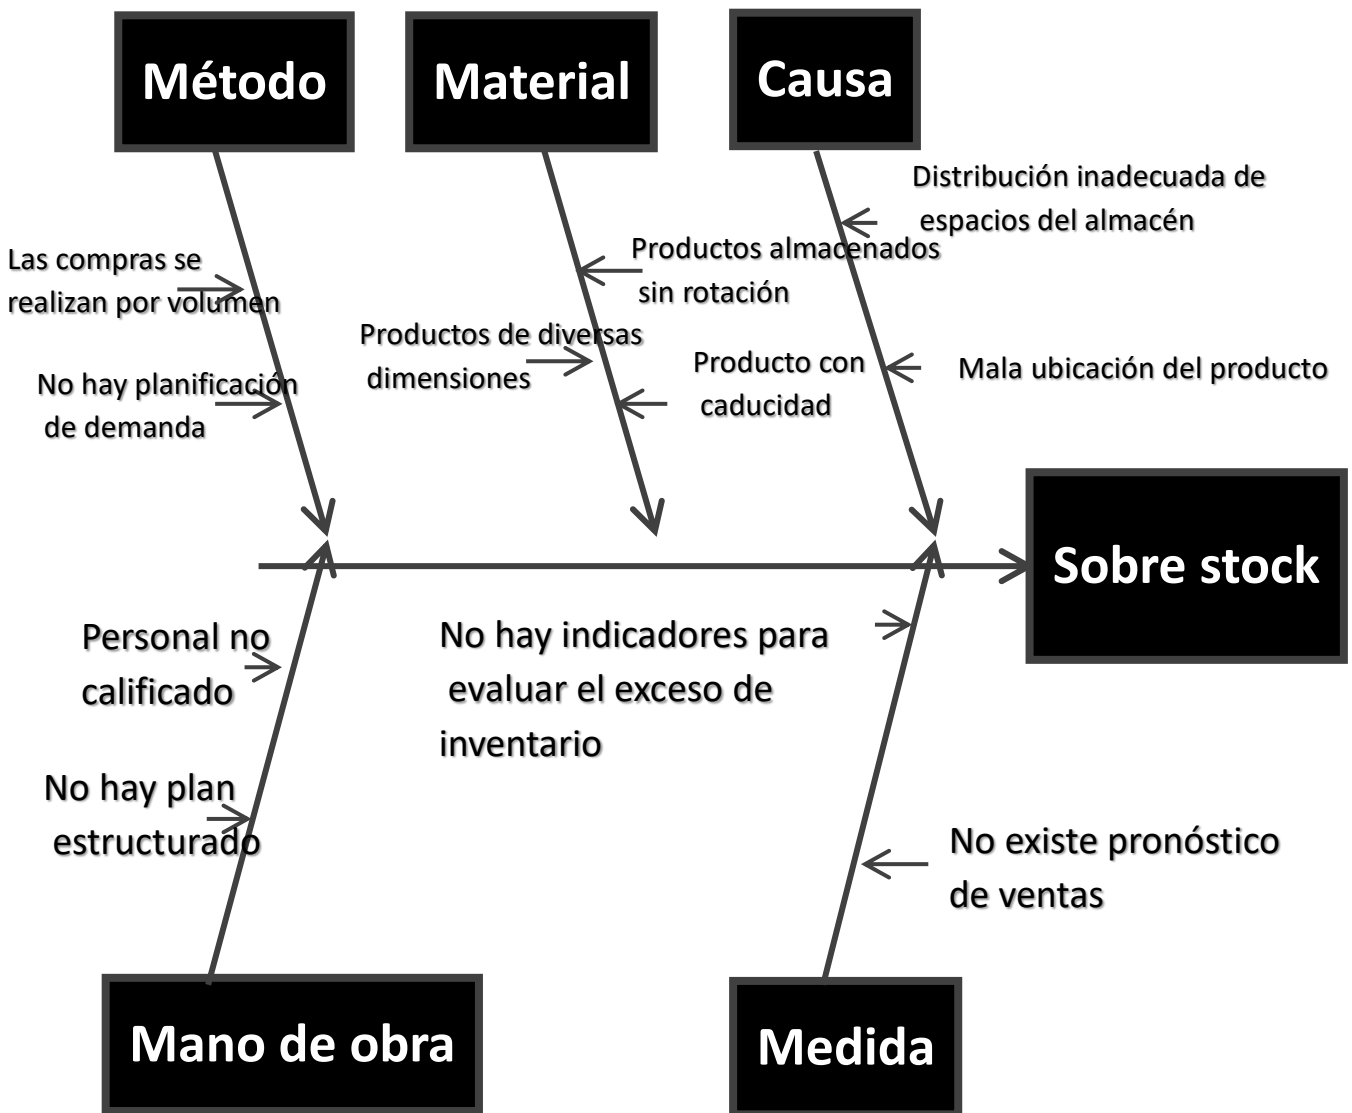 Método
Material
Causa
Distribución inadecuada de
espacios del almacén
Las compras se
realizan por volumen
Productos almacenados
sin rotación
Productos de diversas
dimensiones
Producto con
caducidad
Mala ubicación del producto
No hay planificación
de demanda
Sobre stock
Personal no
calificado
No hay indicadores para
evaluar el exceso de
inventario
No hay plan
estructurado
No existe pronóstico
de ventas
Mano de obra
Medida